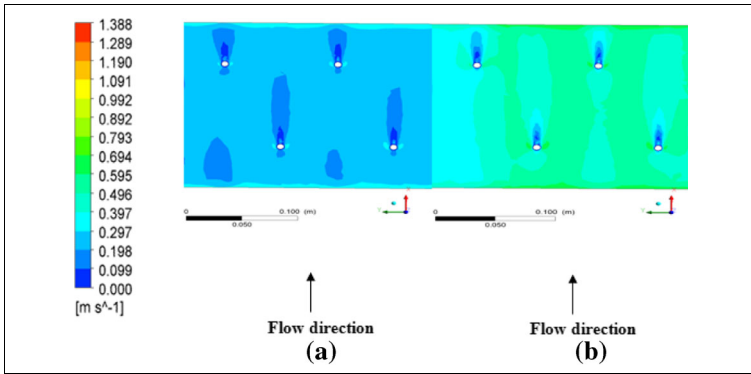 1.388
1.289
1.190
1.091
0.992
0.893
0.793
0.694
0.595
0.496
0.397
0.297
0.198
0.099
0.000
[m s^-1]
0 0.100 (m)
0.050
0 0.100 (m)
0.050
Flow direction
(a)
Flow direction
(b)